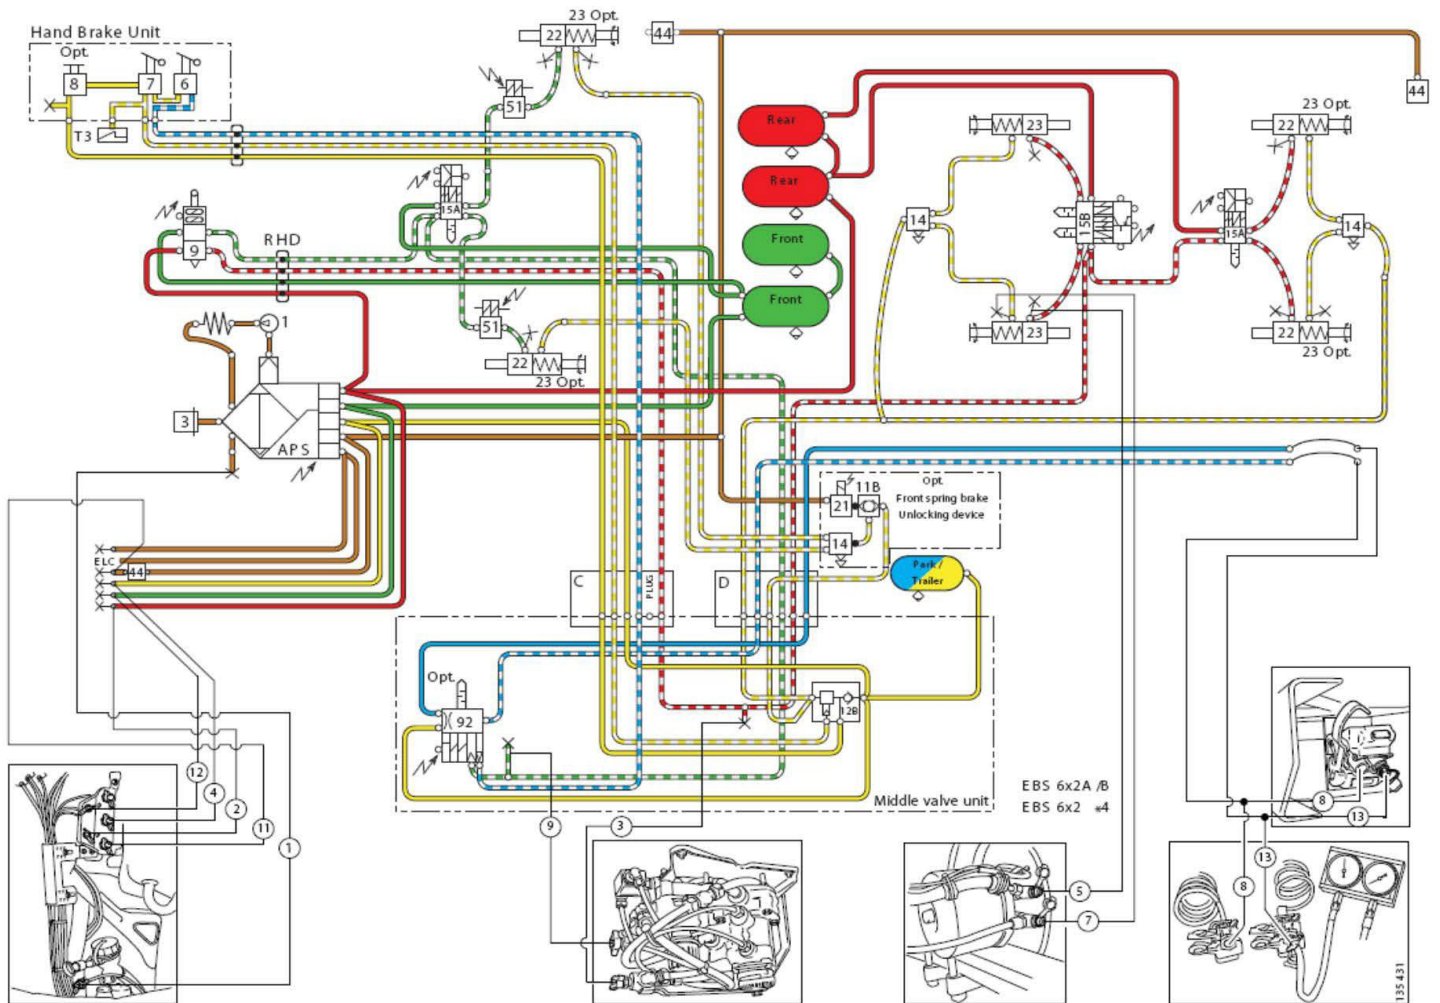 23 Opt.
Hand Brake Unit
Opt.
22
44
8
7
6
44
51
T3
Rear
23
23 Opt.
22
Rear
15A
14
15B
15A
14
9
RHD
Front
Front
1
51
22
23 Opt.
23
22
23 Opt.
3
APS
Opt.
11B
Front spring brake
Unlocking device
21
14
ELC
44
C
PLUG
D
Park /
Trailer
Opt.
92
12B
EBS 6x2A /B
EBS 6x2 *4
Middle valve unit
12
4
2
11
1
9
3
5
7
8
13
8
13
135 431